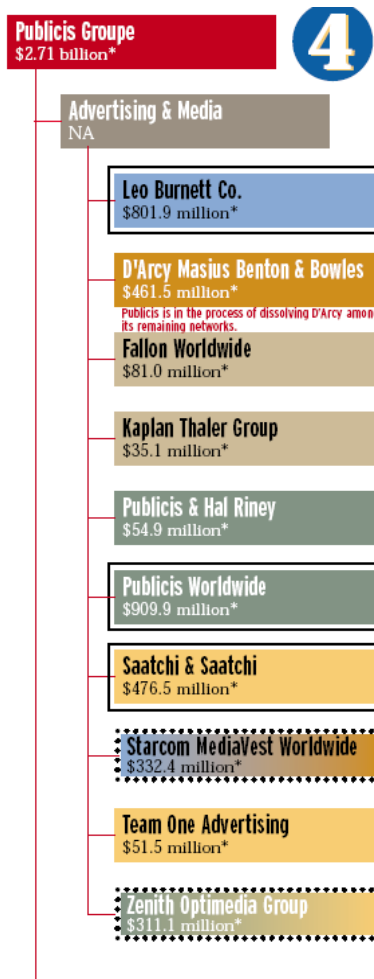 Publicis Groupe
$2.71 billion*
4
Advertising & Media
NA
Leo Burnett Co.
$801.9 million*
D'Arcy Masius Benton & Bowles
$461.5 million*
Publicis is in the process of dissolving D'Arcy amon
its remaining networks.
Fallon Worldwide
$81.0 million*
Kaplan Thaler Group
$35.1 million*
Publicis & Hal Riney
$54.9 million*
Publicis Worldwide
$909.9 million*
Saatchi & Saatchi
$476.5 million*
Starcom MediaVest Worldwide
$332.4 million*
Team One Advertising
$51.5 million*
Zenith Optimedia Group
$311.1 million*